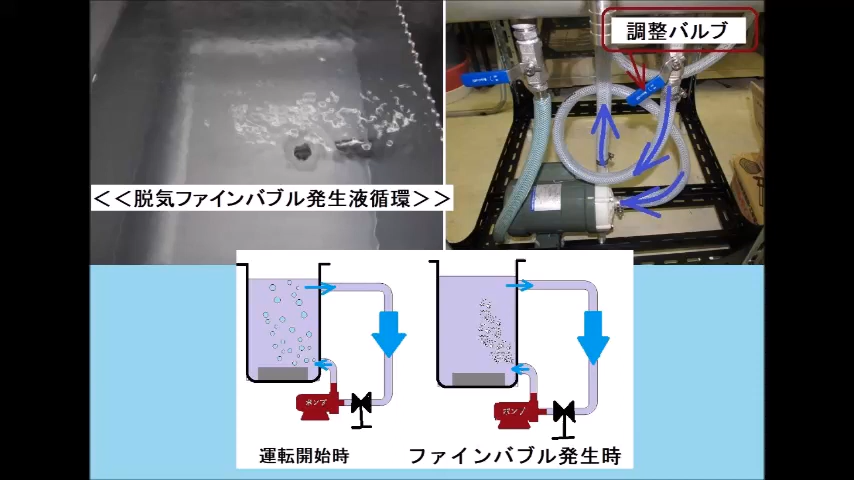 調整バルブ
<<脱気ファインバブル発生液循環>>
ポンプ
ポンプ
運転開始時
ファインバブル発生時